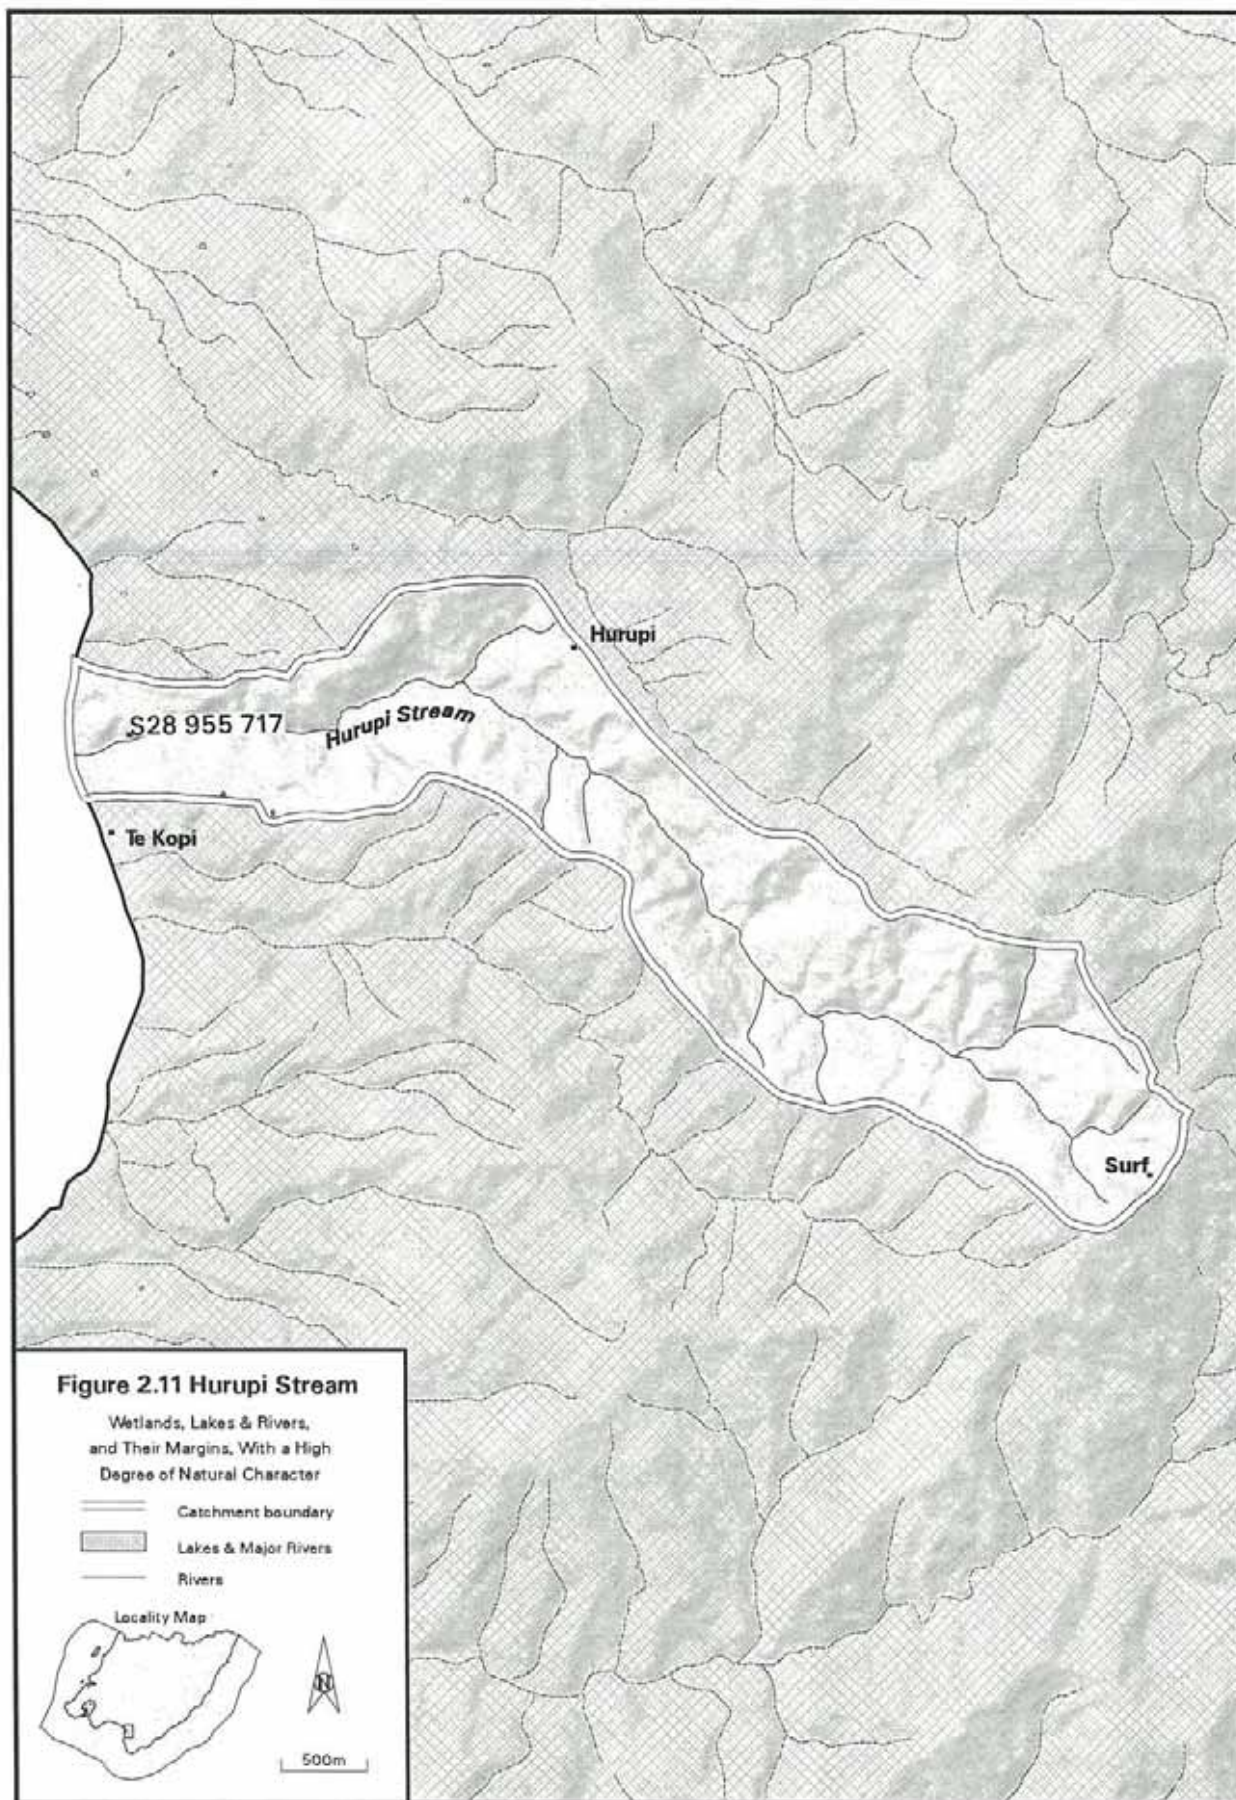 Hurupi
S28 955 717
Hurupi Stream
Te Kopi
Surf
Figure 2.11 Hurupi Stream
Wetlands, Lakes & Rivers,
and Their Margins, With a High
Degree of Natural Character
Catchment boundary
Lakes & Major Rivers
Rivers
Locality Map
N
500m